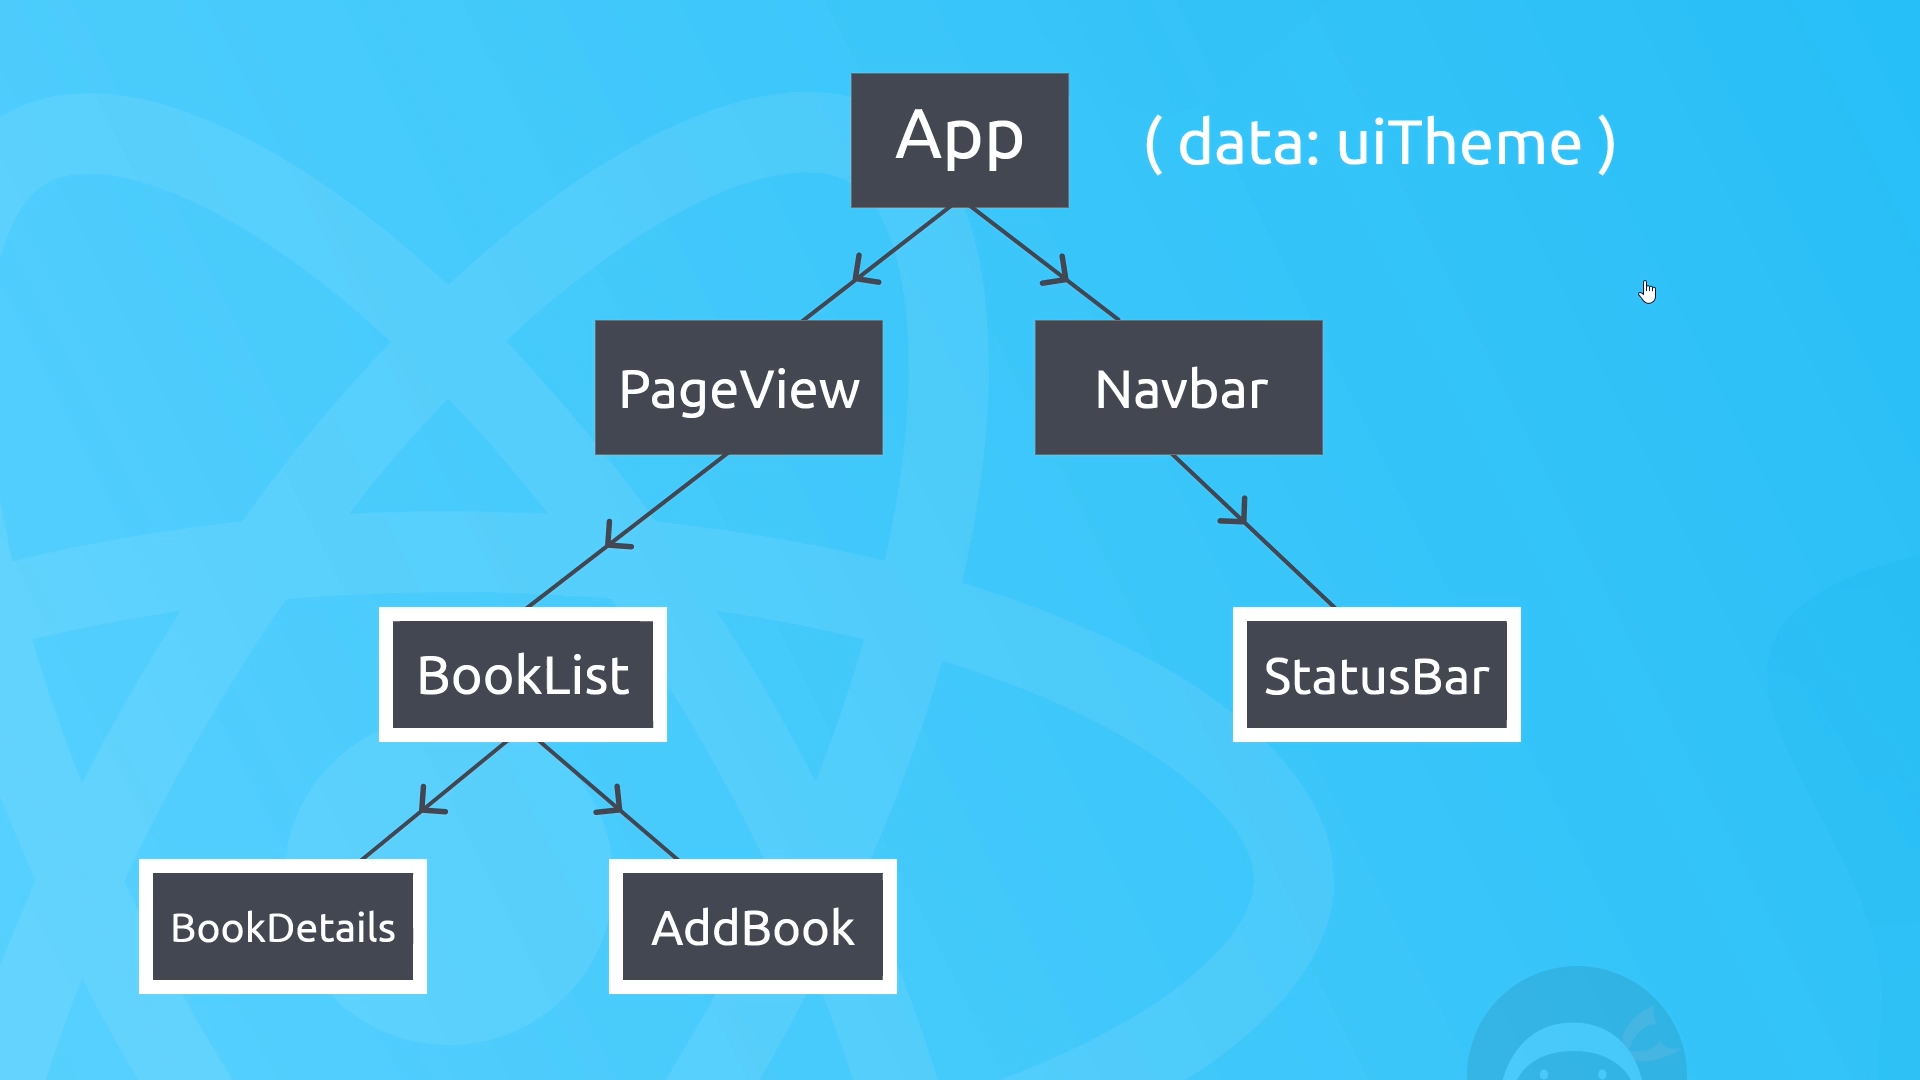 App
( data: uiTheme )
PageView
Navbar
BookList
StatusBar
BookDetails
AddBook